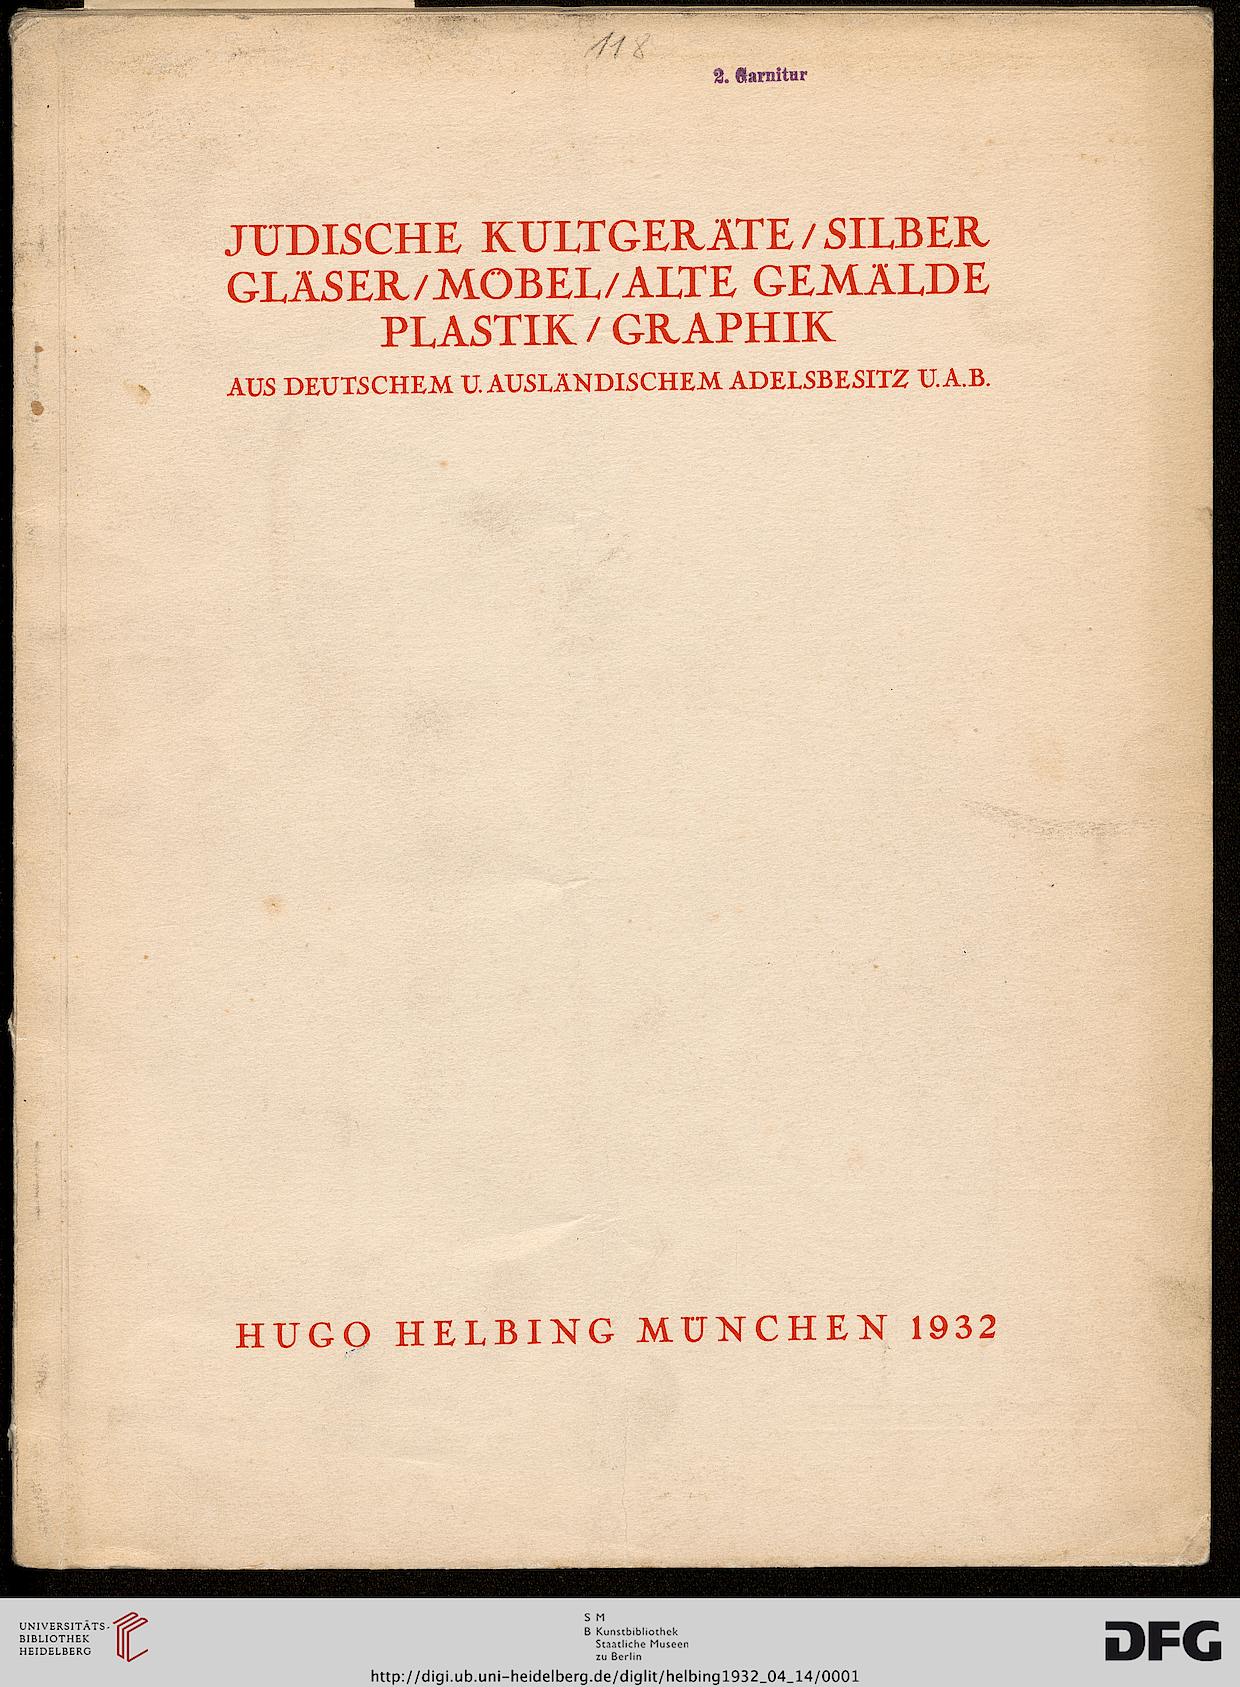 118
2. Garnitur
JÜDISCHE KULTGERÄTE / SILBER
GLÄSER / MÖBEL / ALTE GEMÄLDE
PLASTIK / GRAPHIK
AUS DEUTSCHEM U. AUSLÄNDISCHEM ADELSBESITZ U.A.B.
HUGO HELBING MÜNCHEN 1932
UNIVERSITÄTS-
BIBLIOTHEK
HEIDELBERG
S M
B Kunstbibliothek
Staatliche Museen
zu Berlin
DFG
http://digi.ub.uni-heidelberg.de/diglit/helbing1932_04_14/0001